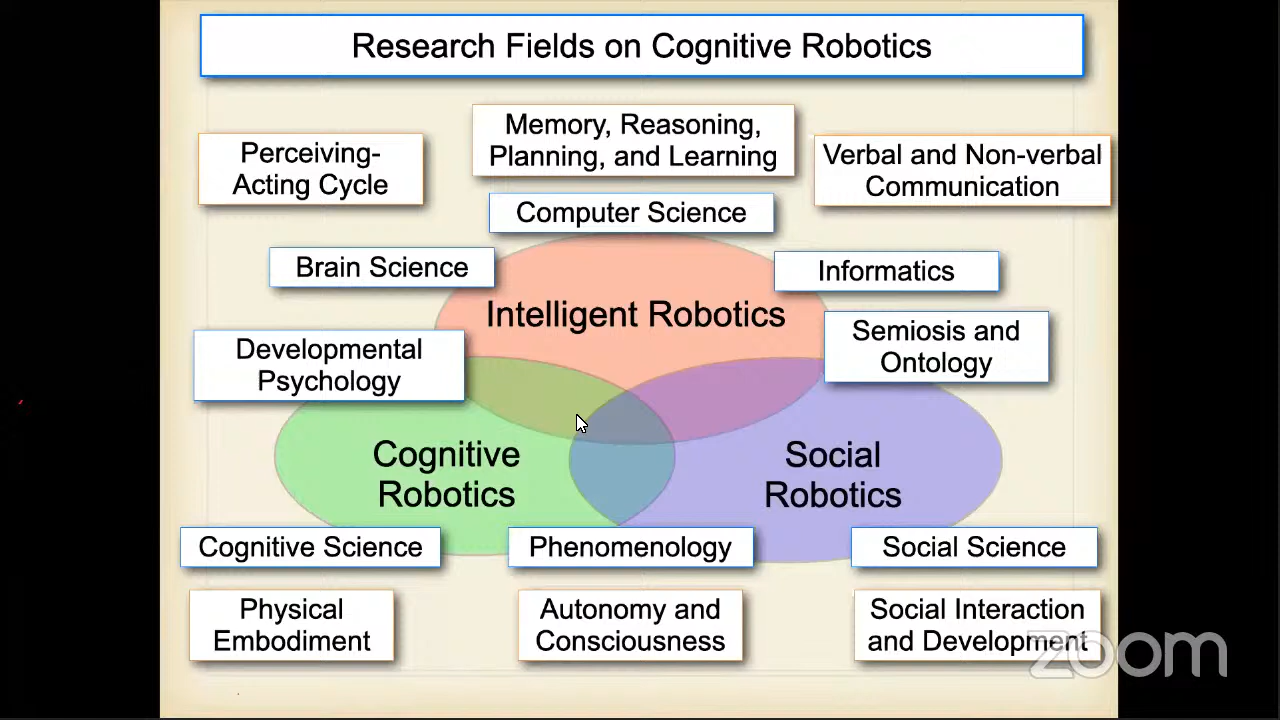 Research Fields on Cognitive Robotics
Perceiving-
Acting Cycle
Memory, Reasoning,
Planning, and Learning
Verbal and Non-verbal
Communication
Computer Science
Brain Science
Informatics
Intelligent Robotics
Developmental
Psychology
Semiosis and
Ontology
Cognitive
Robotics
Social
Robotics
Cognitive Science
Phenomenology
Social Science
Physical
Embodiment
Autonomy and
Consciousness
Social Interaction
and Development
zoom